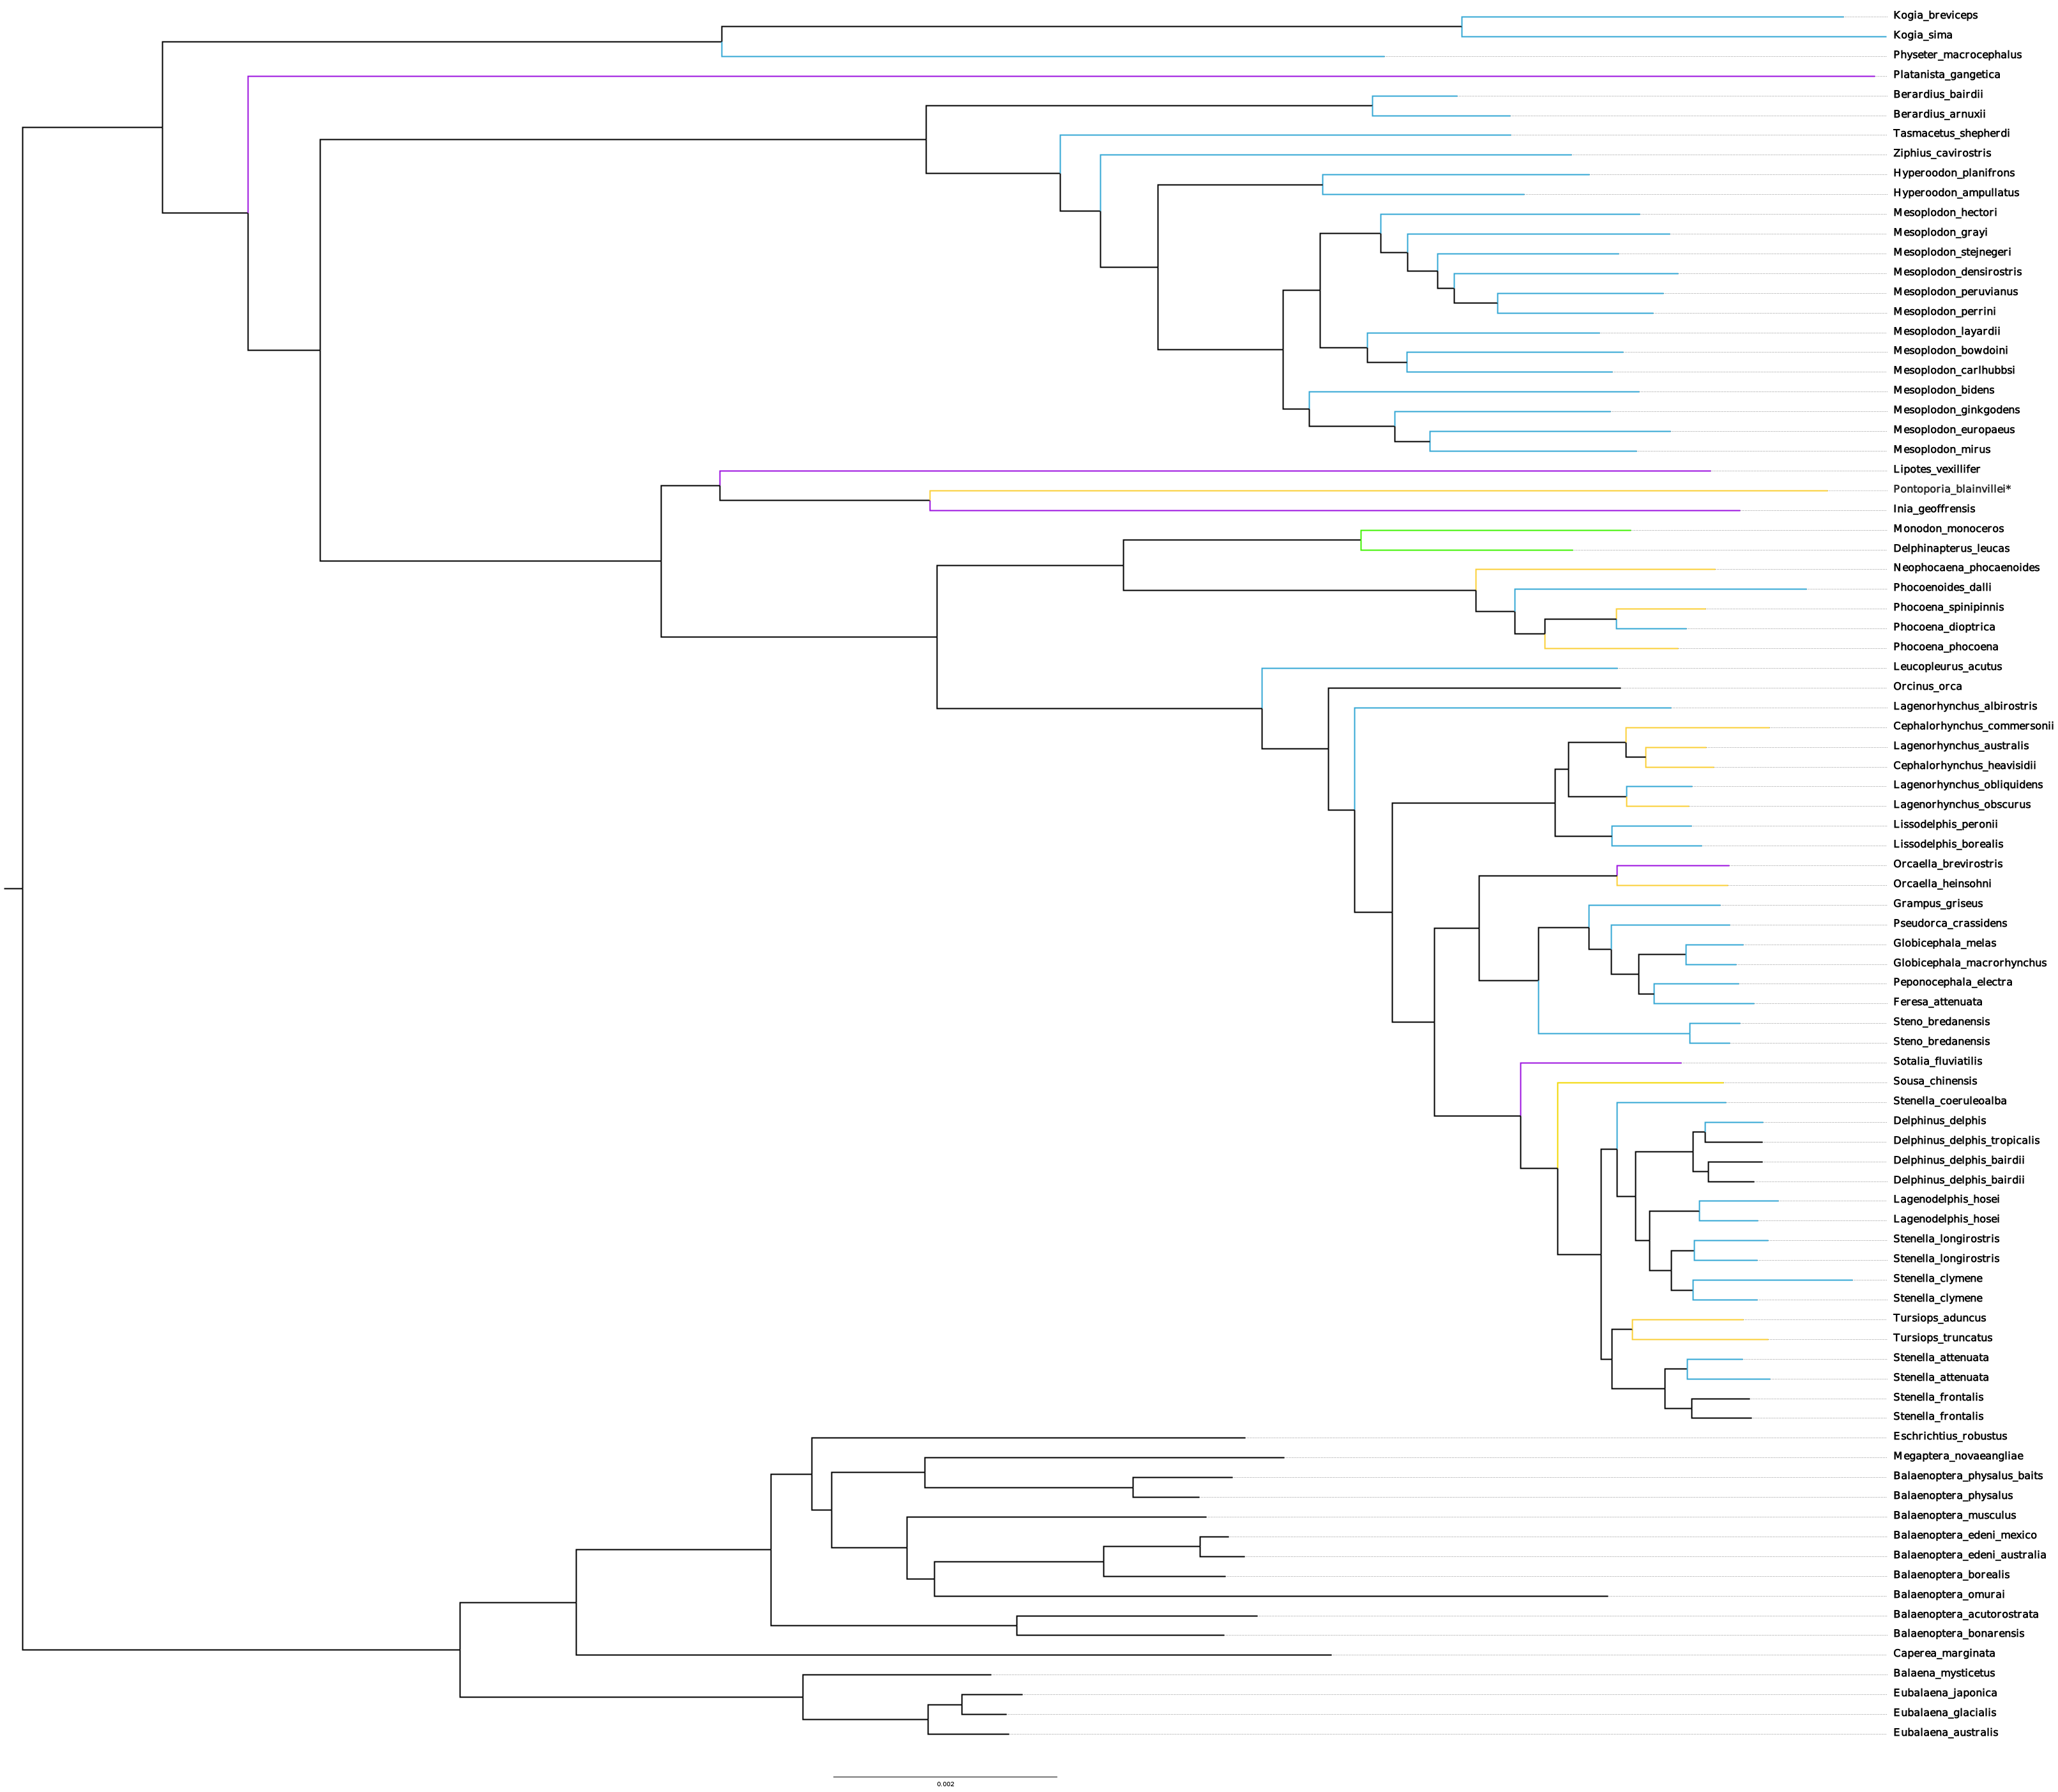 Kogia_breviceps
Kogia_sima
Physeter_macrocephalus
Platanista_gangetica
Berardius_bairdii
Berardius_arnuxii
Tasmacetus_shepherdi
Ziphius_cavirostris
Hyperoodon_planifrons
Hyperoodon_ampullatus
Mesoplodon_hectori
Mesoplodon_grayi
Mesoplodon_stejnegeri
Mesoplodon_densirostris
Mesoplodon_peruvianus
Mesoplodon_perrini
Mesoplodon_layardii
Mesoplodon_bowdoini
Mesoplodon_carlhubbsi
Mesoplodon_bidens
Mesoplodon_ginkgodens
Mesoplodon_europaeus
Mesoplodon_mirus
Lipotes_vexillifer
Pontoporia_blainvillei*
Inia_geoffrensis
Monodon_monoceros
Delphinapterus_leucas
Neophocaena_phocaenoides
Phocoenoides_dalli
Phocoena_spinipinnis
Phocoena_dioptrica
Phocoena_phocoena
Leucopleurus_acutus
Orcinus_orca
Lagenorhynchus_albirostris
Cephalorhynchus_commersonii
Lagenorhynchus_australis
Cephalorhynchus_heavisidii
Lagenorhynchus_obliquidens
Lagenorhynchus_obscurus
Lissodelphis_peronii
Lissodelphis_borealis
Orcaella_brevirostris
Orcaella_heinsohni
Grampus_griseus
Pseudorca_crassidens
Globicephala_melas
Globicephala_macrorhynchus
Peponocephala_electra
Feresa_attenuata
Steno_bredanensis
Steno_bredanensis
Sotalia_fluviatilis
Sousa_chinensis
Stenella_coeruleoalba
Delphinus_delphis
Delphinus_delphis_tropicalis
Delphinus_delphis_bairdii
Delphinus_delphis_bairdii
Lagenodelphis_hosei
Lagenodelphis_hosei
Stenella_longirostris
Stenella_longirostris
Stenella_clymene
Stenella_clymene
Tursiops_aduncus
Tursiops_truncatus
Stenella_attenuata
Stenella_attenuata
Stenella_frontalis
Stenella_frontalis
Eschrichtius_robustus
Megaptera_novaeangliae
Balaenoptera_physalus_baits
Balaenoptera_physalus
Balaenoptera_musculus
Balaenoptera_edeni_mexico
Balaenoptera_edeni_australia
Balaenoptera_borealis
Balaenoptera_omurai
Balaenoptera_acutorostrata
Balaenoptera_bonarensis
Caperea_marginata
Balaena_mysticetus
Eubalaena_japonica
Eubalaena_glacialis
Eubalaena_australis
0.002